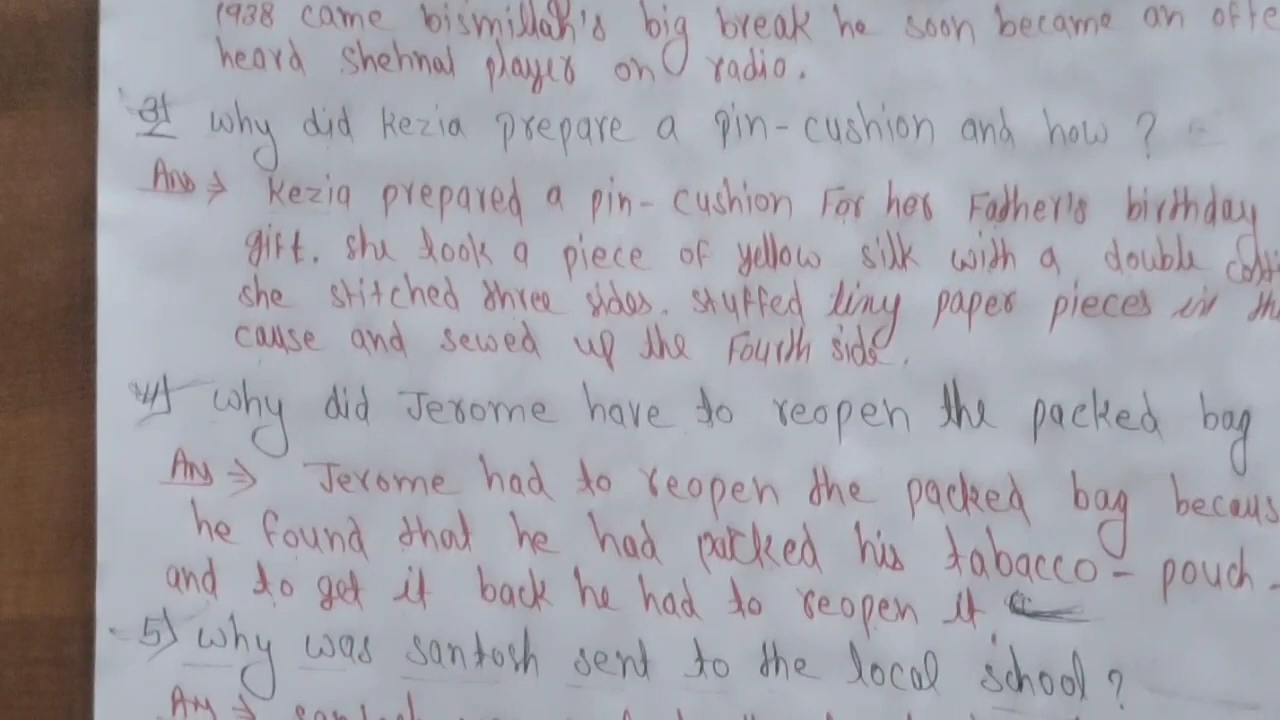 1938 came bismillah's big break he soon became an ofte
heard shehnai player on radio.
3) why did kezia prepare a pin-cushion and how ?
Ans ⇒ kezia prepared a pin-cushion For her Father's birthday
gift. she took a piece of yellow silk with a double
she stitched three sides. stuffed tiny paper pieces in th
cause and sewed up the Fourth side.
4) why did Jerome have to reopen the packed bag
Ans ⇒ Jerome had to reopen the packed bag becaus
he found that he had packed his tabacco-pouch.
and to get it back he had to reopen it
5) why was santosh sent to the local school ?
Ans ⇒